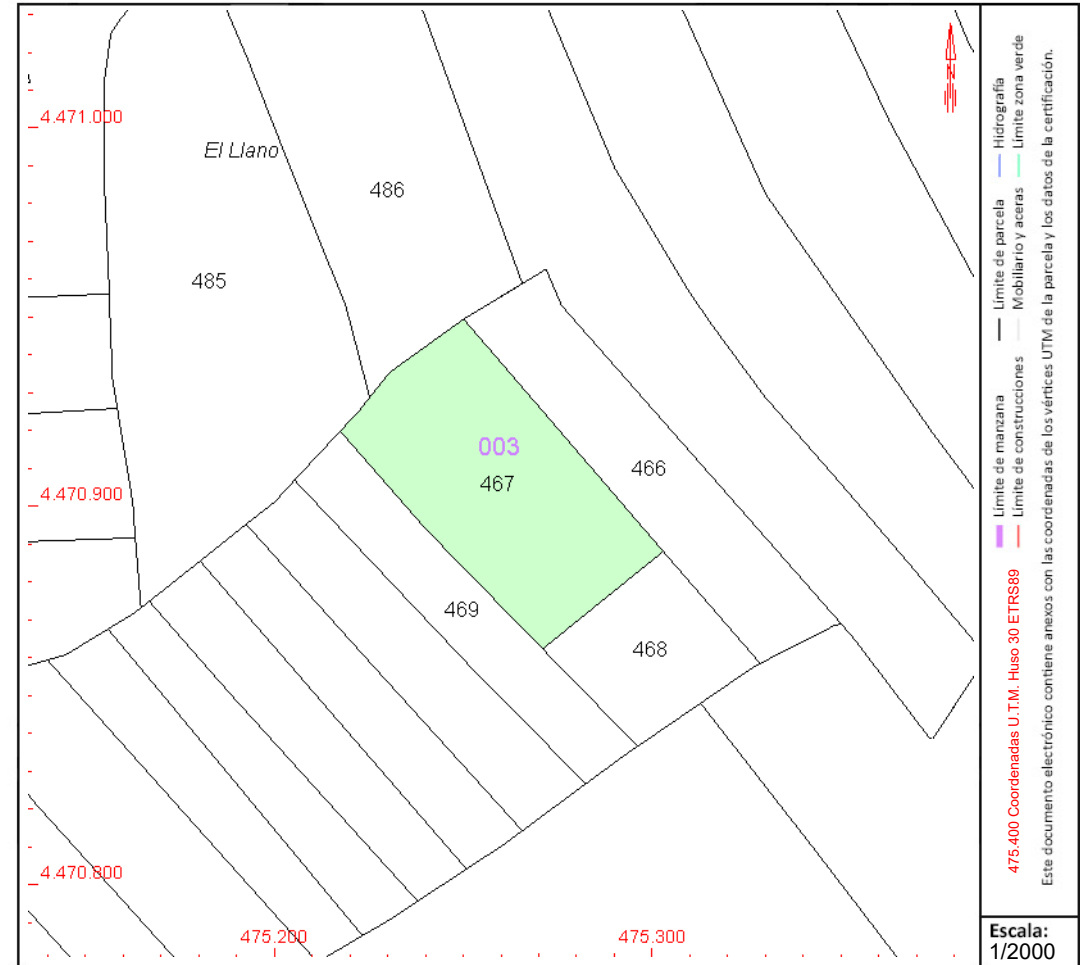 4.471.000
El Llano
486
485
003
467
466
4.470.900
469
468
4.470.800
475.200
475.300
N
Límite de manzana
Límite de parcela
Hidrografía
475.400 Coordenadas U.T.M. Huso 30 ETRS89
Límite de construcciones
Mobiliario y aceras
Límite zona verde
Este documento electrónico contiene anexos con las coordenadas de los vértices UTM de la parcela y los datos de la certificación.
Escala:
1/2000